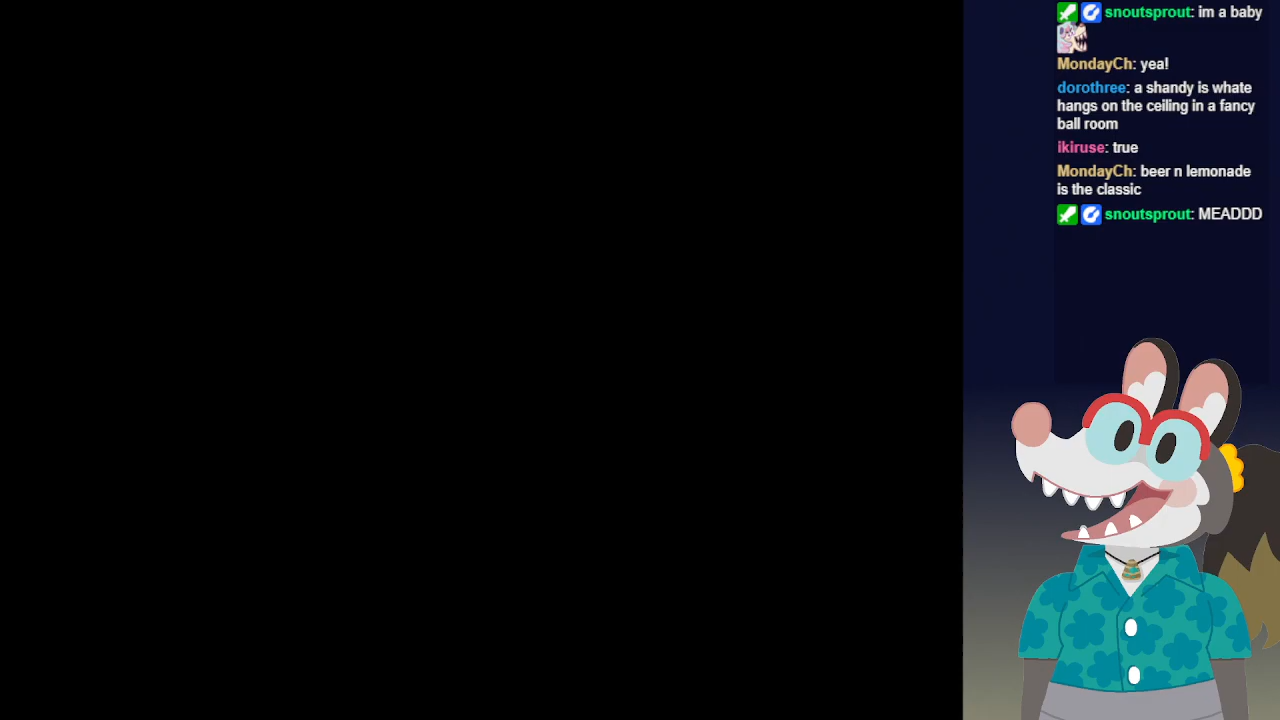 snoutsprout: im a baby
MondayCh: yea!
dorothree: a shandy is whate
hangs on the ceiling in a fancy
ball room
ikiruse: true
MondayCh: beer n lemonade
is the classic
snoutsprout: MEADDD